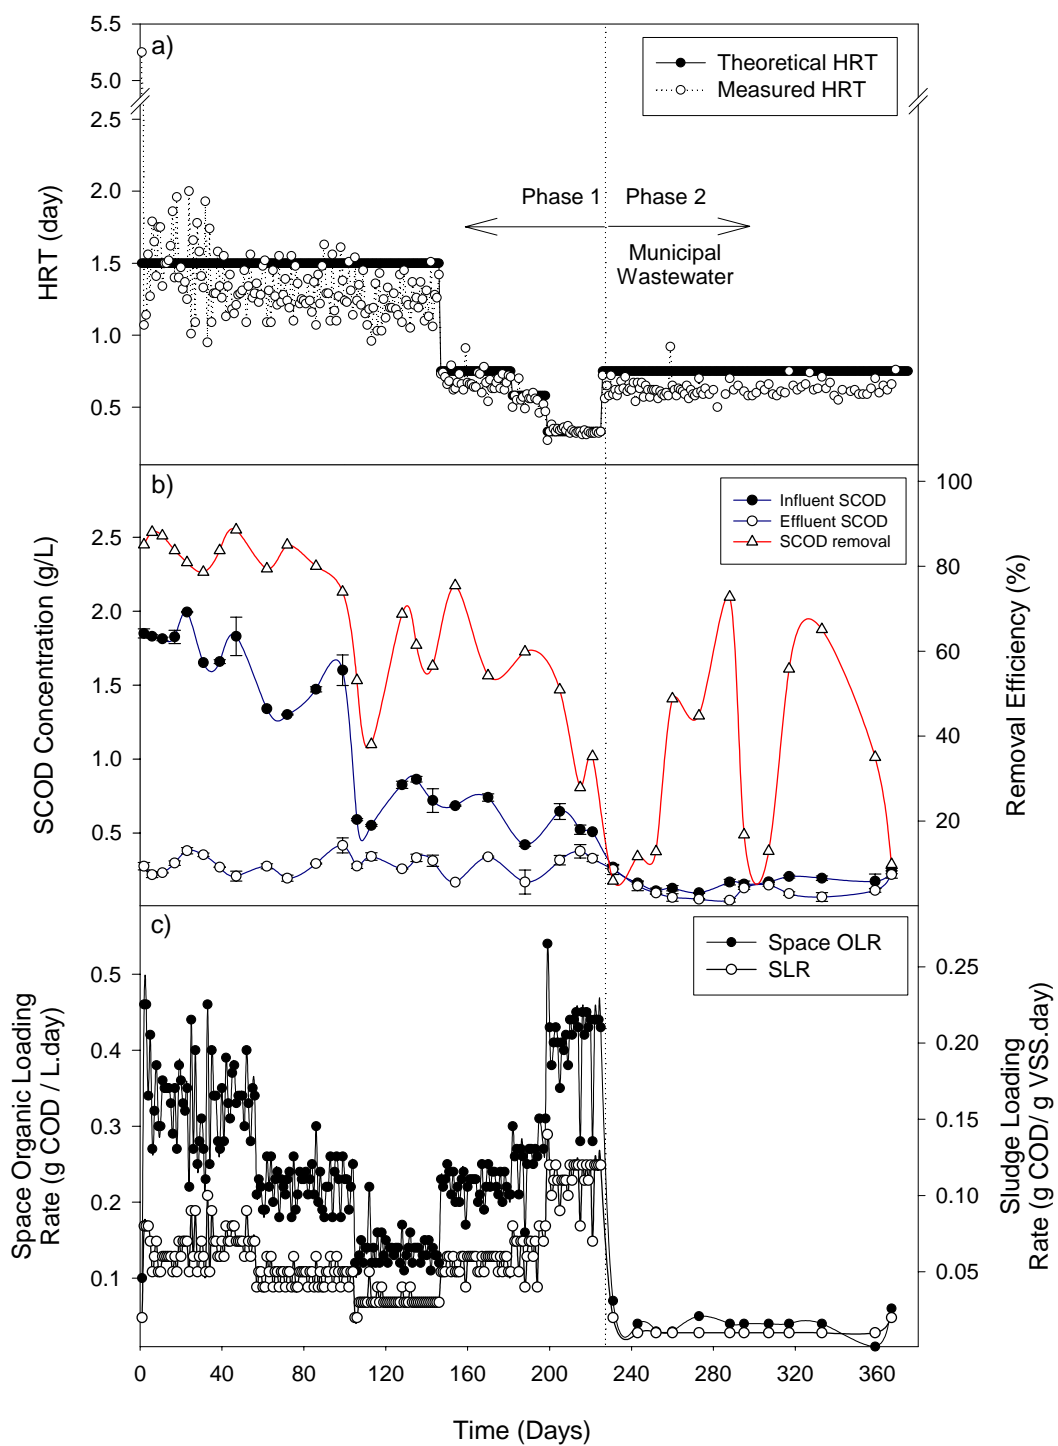 a)
5.5
5.0
2.5
2.0
1.5
1.0
0.5
HRT (day)
Theoretical HRT
Measured HRT
Phase 1
Phase 2
Municipal
Wastewater
b)
2.5
2.0
1.5
1.0
0.5
SCOD Concentration (g/L)
Influent SCOD
Effluent SCOD
SCOD removal
100
80
60
40
20
Removal Efficiency (%)
c)
0.5
0.4
0.3
0.2
0.1
Space Organic Loading
Rate (g COD / L.day)
Space OLR
SLR
0.25
0.20
0.15
0.10
0.05
Sludge Loading
Rate (g COD/ g VSS.day)
0 40 80 120 160 200 240 280 320 360
Time (Days)